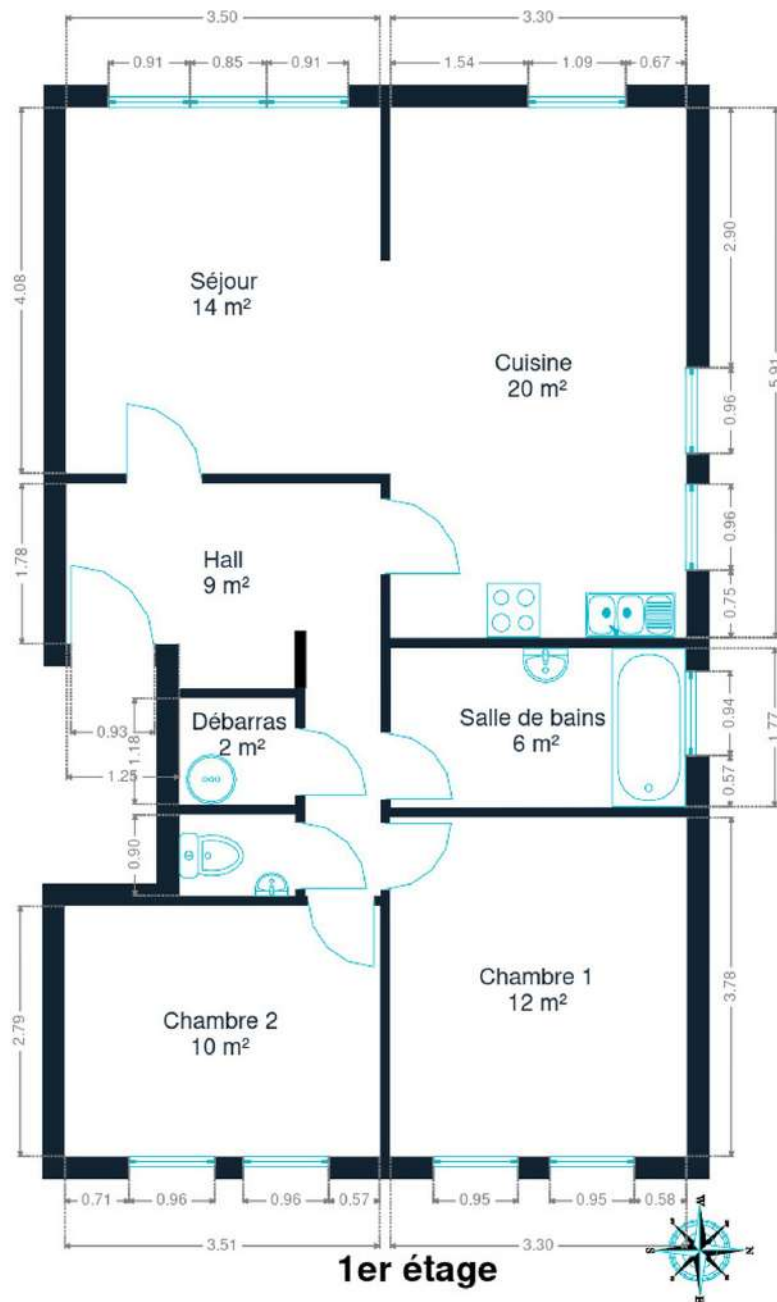 3.50
3.30
0.91
0.85
0.91
1.54
1.09
0.67
4.08
2.90
5.91
Séjour
14 m²
Cuisine
20 m²
0.96
0.96
1.78
Hall
9 m²
0.75
Débarras
2 m²
Salle de bains
6 m²
0.94
1.77
0.57
0.93
1.18
1.25
0.90
2.79
3.78
Chambre 1
12 m²
Chambre 2
10 m²
0.71
0.96
0.96
0.57
0.95
0.95
0.58
3.51
3.30
1er étage
W
S
N
E